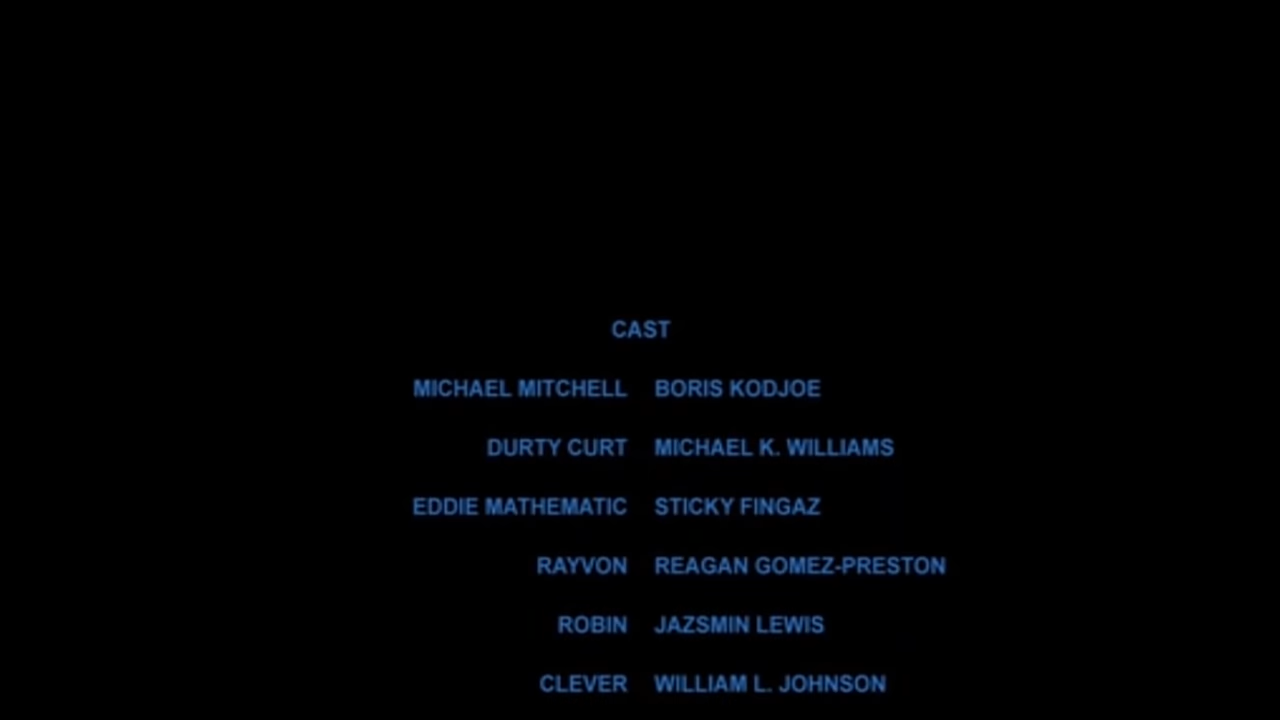 CAST
MICHAEL MITCHELL BORIS KODJOE
DURTY CURT MICHAEL K. WILLIAMS
EDDIE MATHEMATIC STICKY FINGAZ
RAYVON REAGAN GOMEZ-PRESTON
ROBIN JAZSMIN LEWIS
CLEVER WILLIAM L. JOHNSON